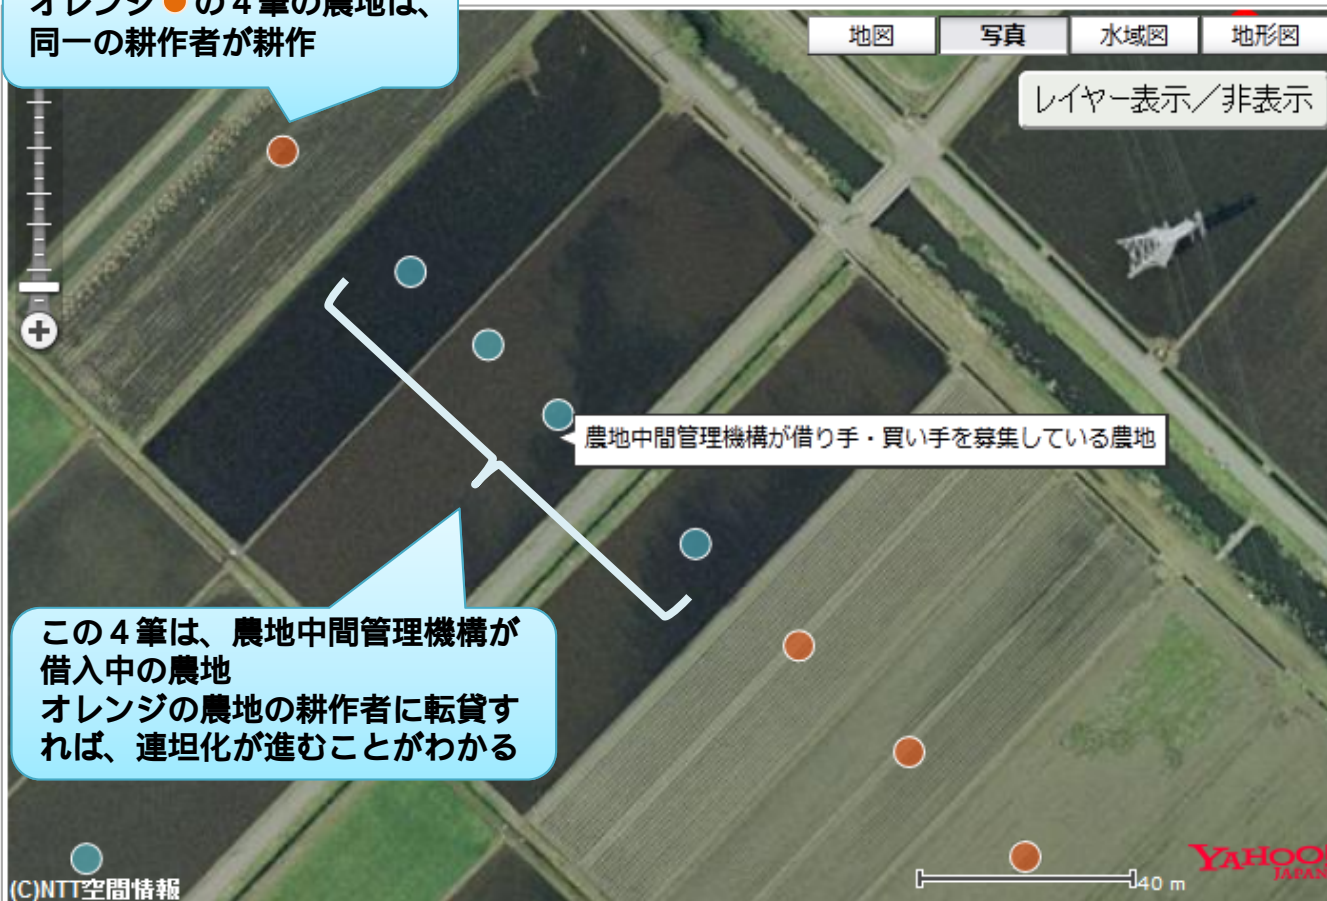 オレンジ●の４筆の農地は、
同一の耕作者が耕作
地図
写真
水域図
地形図
レイヤー表示／非表示
農地中間管理機構が借り手・買い手を募集している農地
この４筆は、農地中間管理機構が
借入中の農地
オレンジの農地の耕作者に転貸す
れば、連坦化が進むことがわかる
40 m
YAHOO!
JAPAN
(C)NTT空間情報